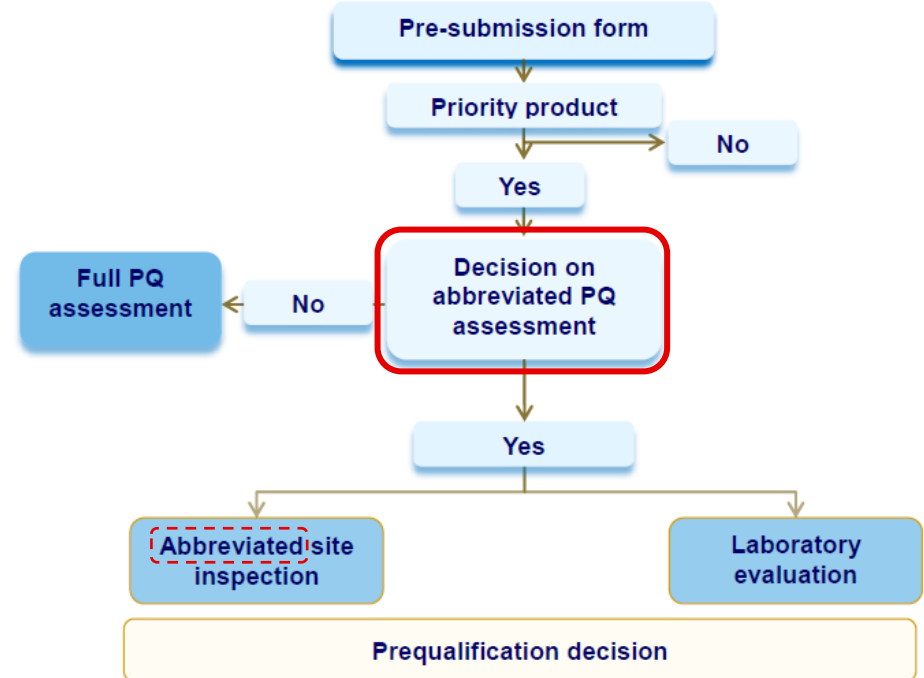 Pre-submission form
Priority product
No
Yes
Decision on
abbreviated PQ
assessment
Full PQ
assessment
No
Yes
Abbreviated site
inspection
Laboratory
evaluation
Prequalification decision